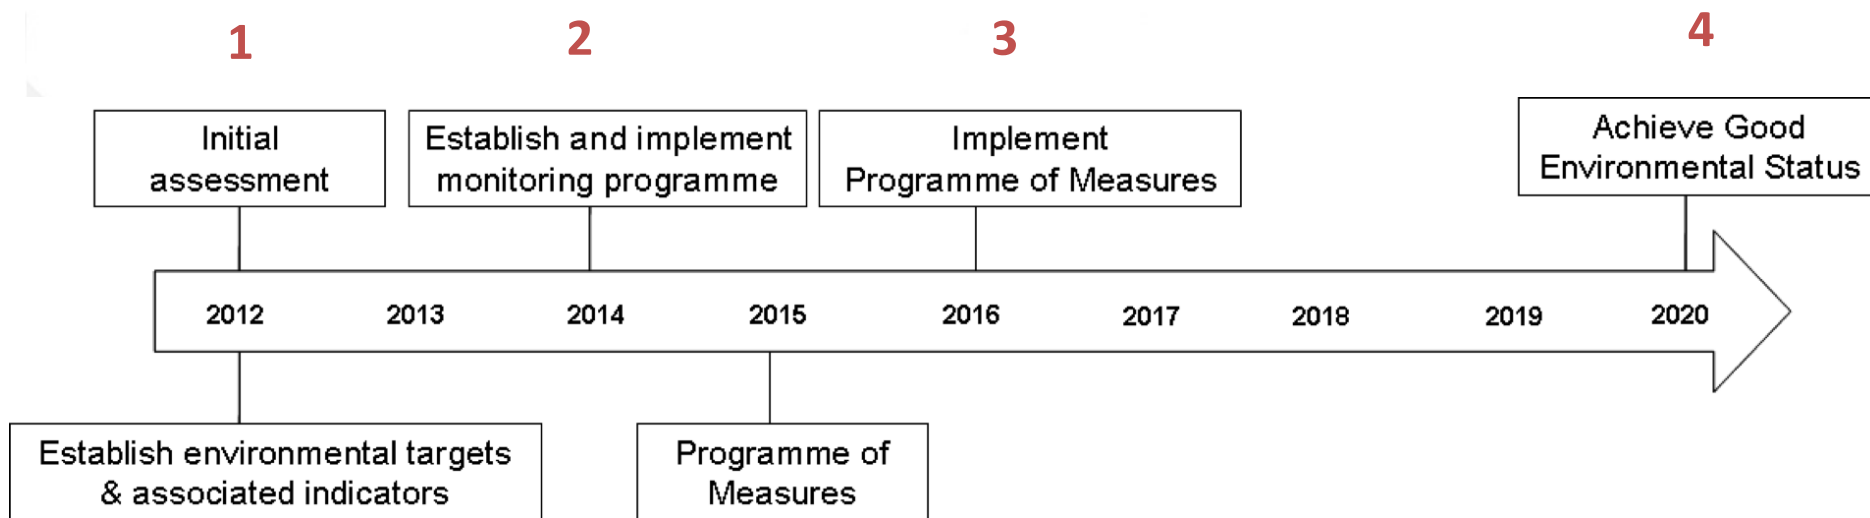 1
2
3
4
Initial
assessment
Establish and implement
monitoring programme
Implement
Programme of Measures
Achieve Good
Environmental Status
2012 2013 2014 2015 2016 2017 2018 2019 2020
Establish environmental targets
& associated indicators
Programme of
Measures